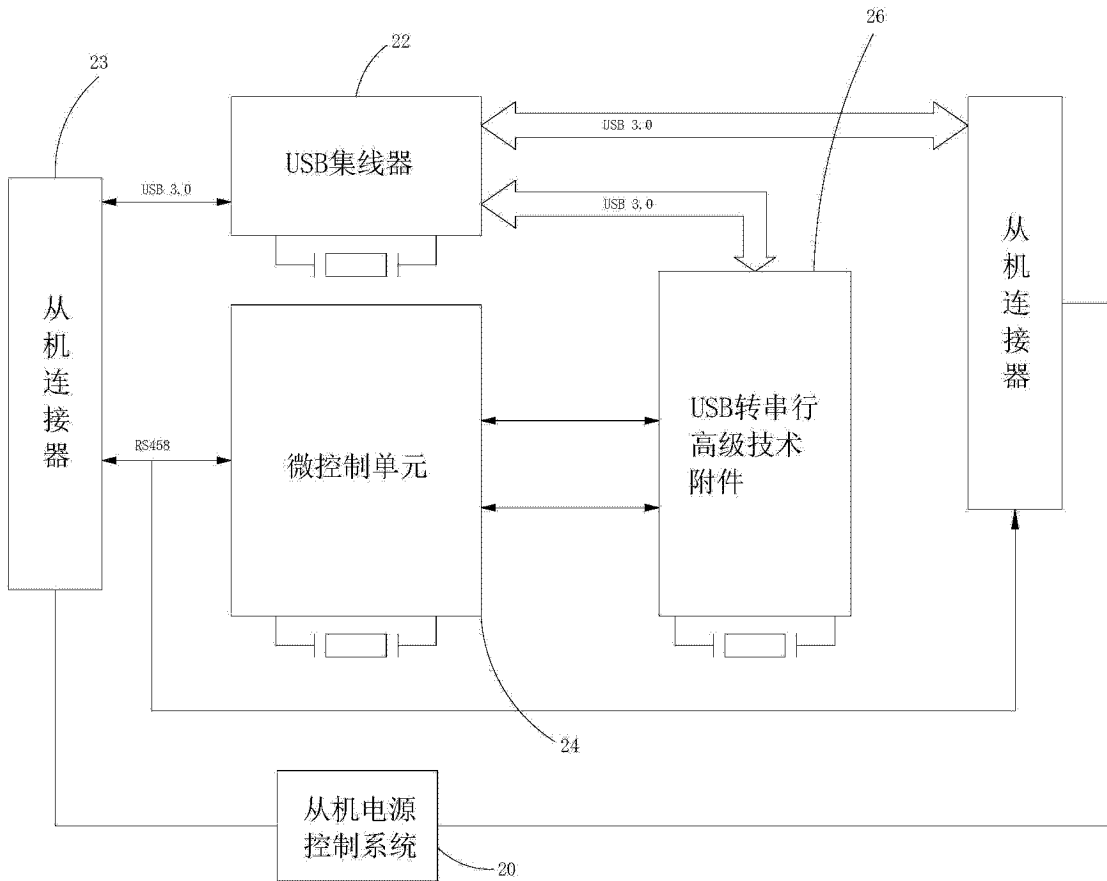 26
22
23
USB 3.0
USB集线器
USB 3.0
USB 3.0
从机连接器
从机连接器
USB转串行
高级技术
附件
RS458
微控制单元
24
从机电源
控制系统
20